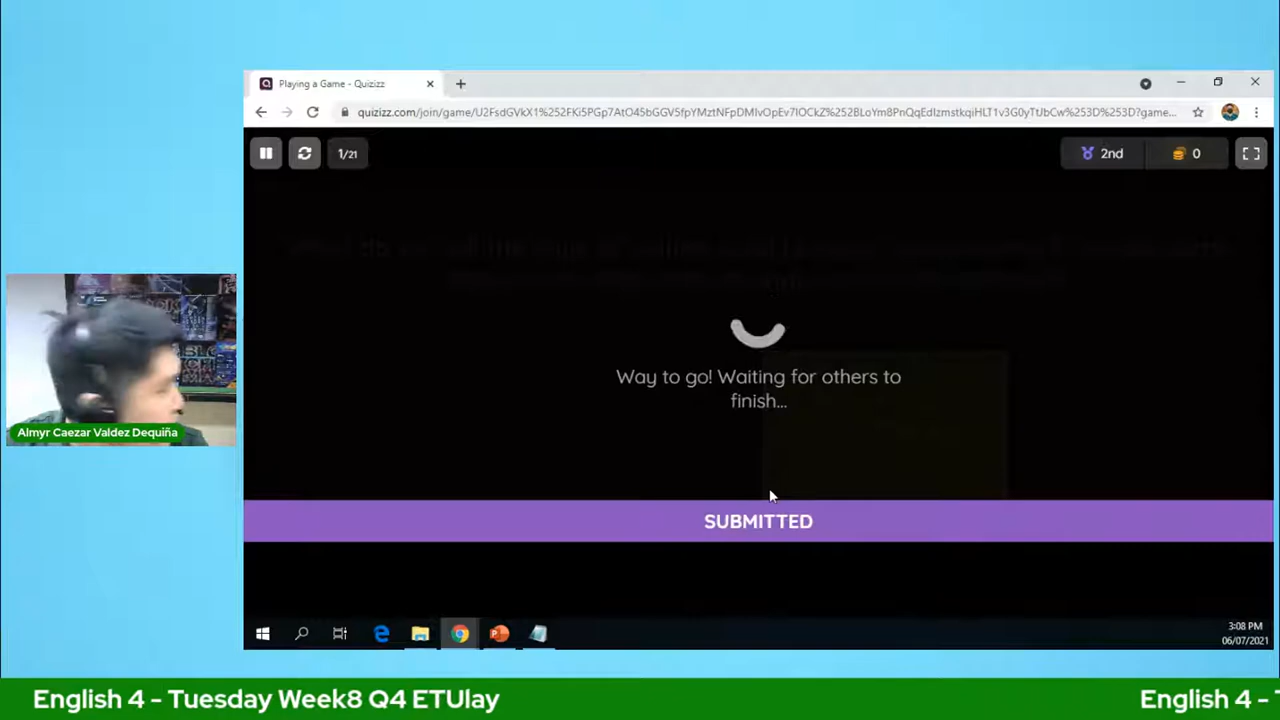 Playing a Game - Quizizz
quizizz.com/join/game/U2FsdGVkX1%252FKi5PGp7AtO45bGGV5fpYMztNFpDMlvOpEv7lOCkZ%252BLoYm8PnQqEdIzmstkqiHLT1v3G0yTtJbCw%253D%253D?game...
1/21
2nd
0
Way to go! Waiting for others to
finish...
Almyr Caezar Valdez Dequiña
SUBMITTED
3:08 PM
06/07/2021
English 4 - Tuesday Week8 Q4 ETUlay
English 4 -